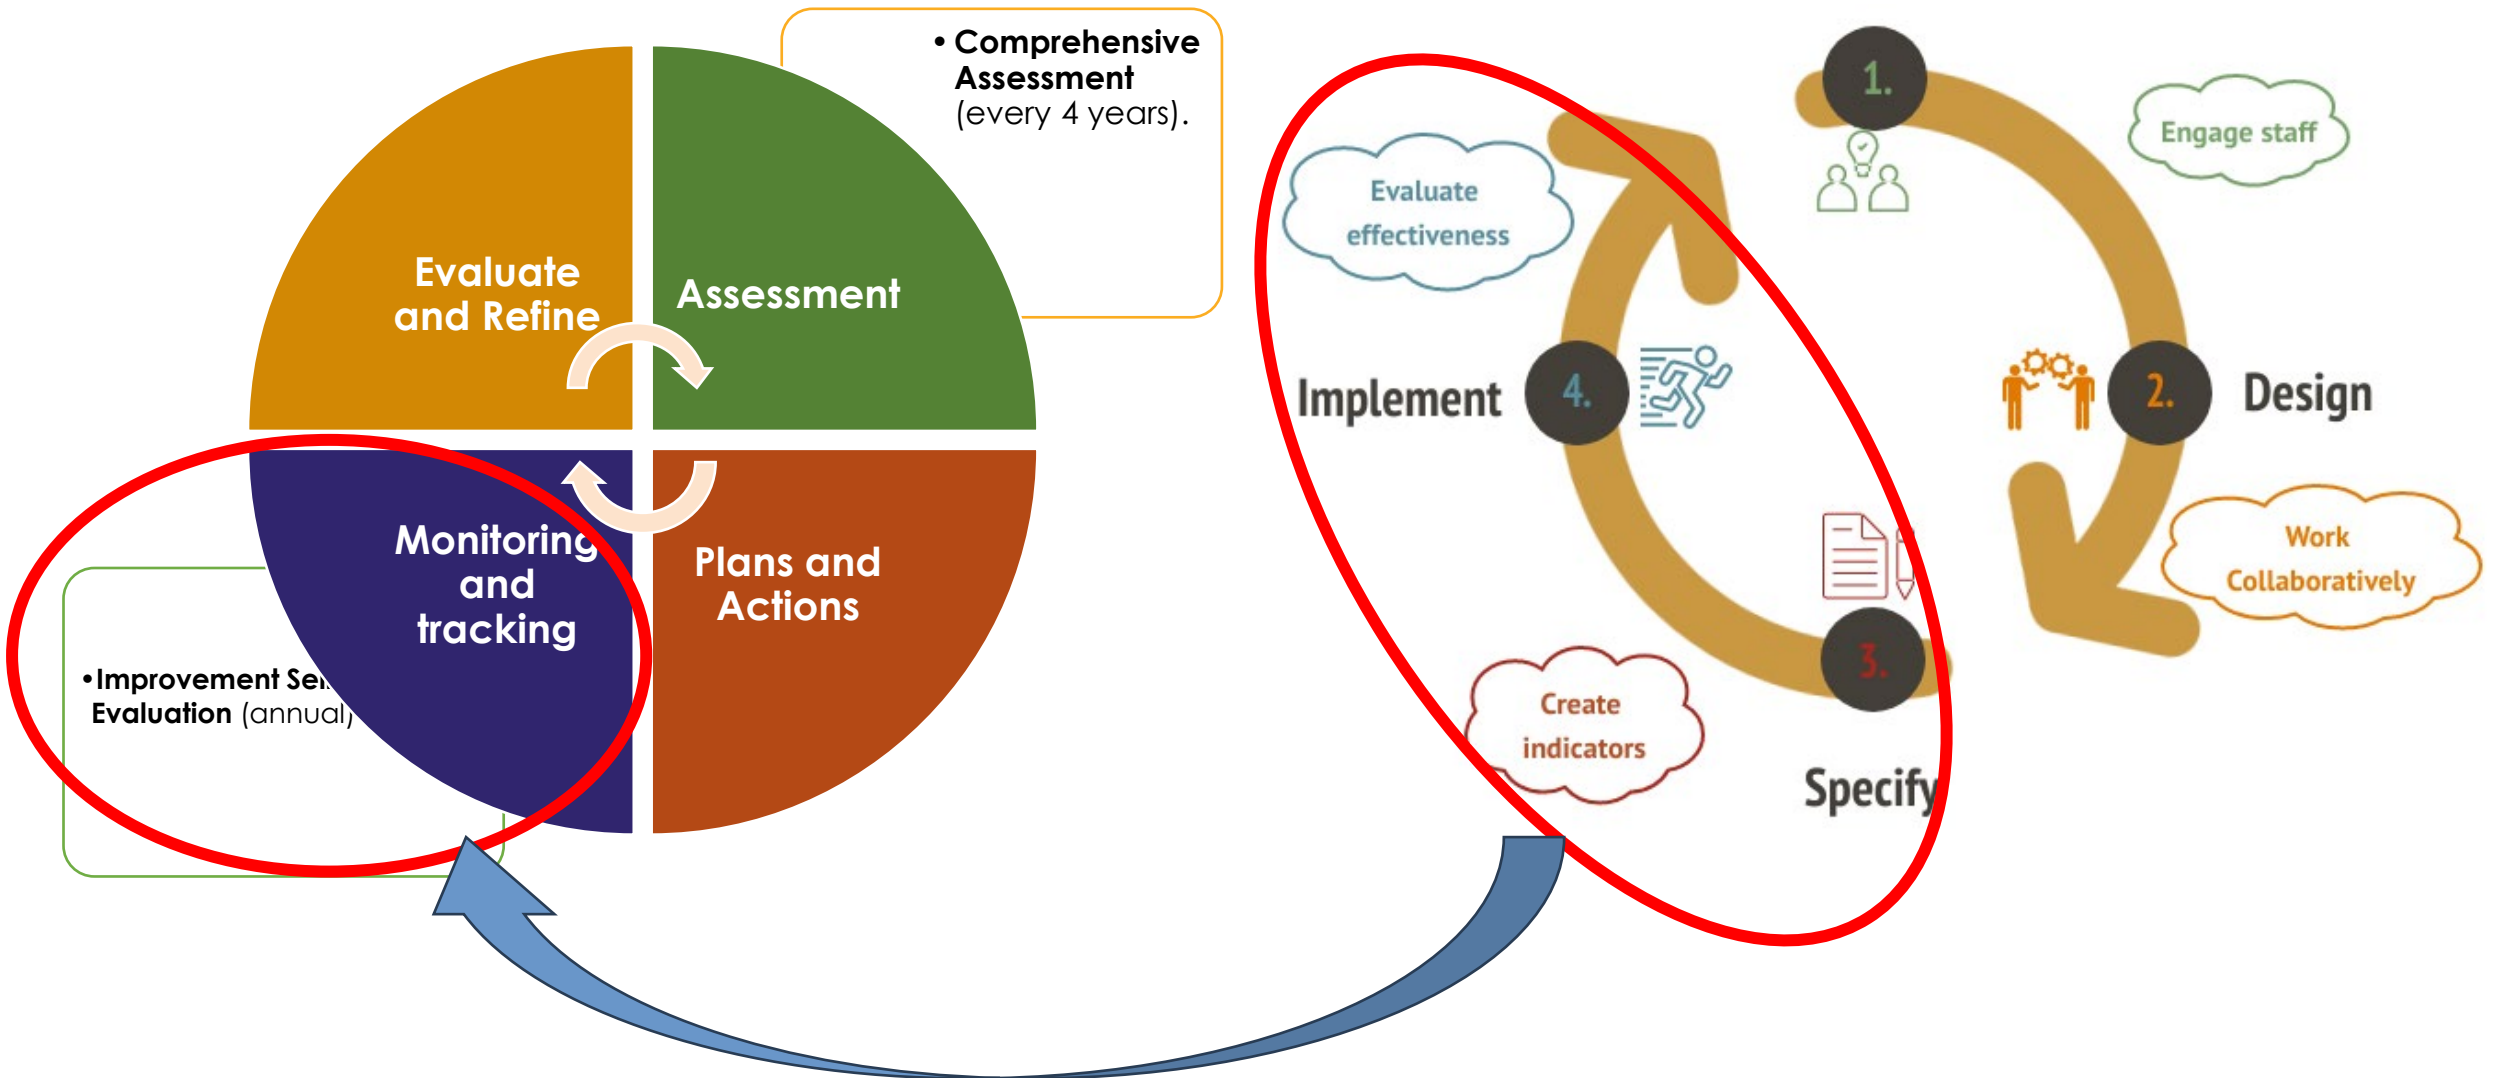 • Comprehensive
Assessment
(every 4 years).
Evaluate
and Refine
Assessment
Monitoring
and
tracking
Plans and
Actions
•Improvement
Evaluation (annual)
1.
Engage staff
2.
Design
Work
Collaboratively
3.
Specify
Create
indicators
4.
Implement
Evaluate
effectiveness